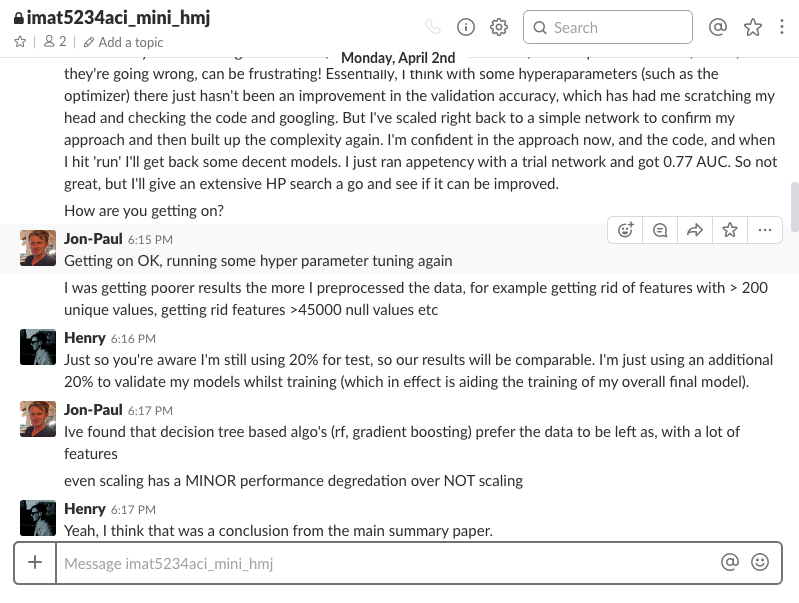 imat5234aci_mini_hmj
2
Add a topic
Search
Monday, April 2nd
they're going wrong, can be frustrating! Essentially, I think with some hyperaparameters (such as the
optimizer) there just hasn't been an improvement in the validation accuracy, which has had me scratching my
head and checking the code and googling. But I've scaled right back to a simple network to confirm my
approach and then built up the complexity again. I'm confident in the approach now, and the code, and when
I hit 'run' I'll get back some decent models. I just ran appetency with a trial network and got 0.77 AUC. So not
great, but I'll give an extensive HP search a go and see if it can be improved.
How are you getting on?
Jon-Paul 6:15 PM
Getting on OK, running some hyper parameter tuning again
I was getting poorer results the more I preprocessed the data, for example getting rid of features with > 200
unique values, getting rid features >45000 null values etc
Henry 6:16 PM
Just so you're aware I'm still using 20% for test, so our results will be comparable. I'm just using an additional
20% to validate my models whilst training (which in effect is aiding the training of my overall final model).
Jon-Paul 6:17 PM
Ive found that decision tree based algo's (rf, gradient boosting) prefer the data to be left as, with a lot of
features
even scaling has a MINOR performance degredation over NOT scaling
Henry 6:17 PM
Yeah, I think that was a conclusion from the main summary paper.
Message imat5234aci_mini_hmj